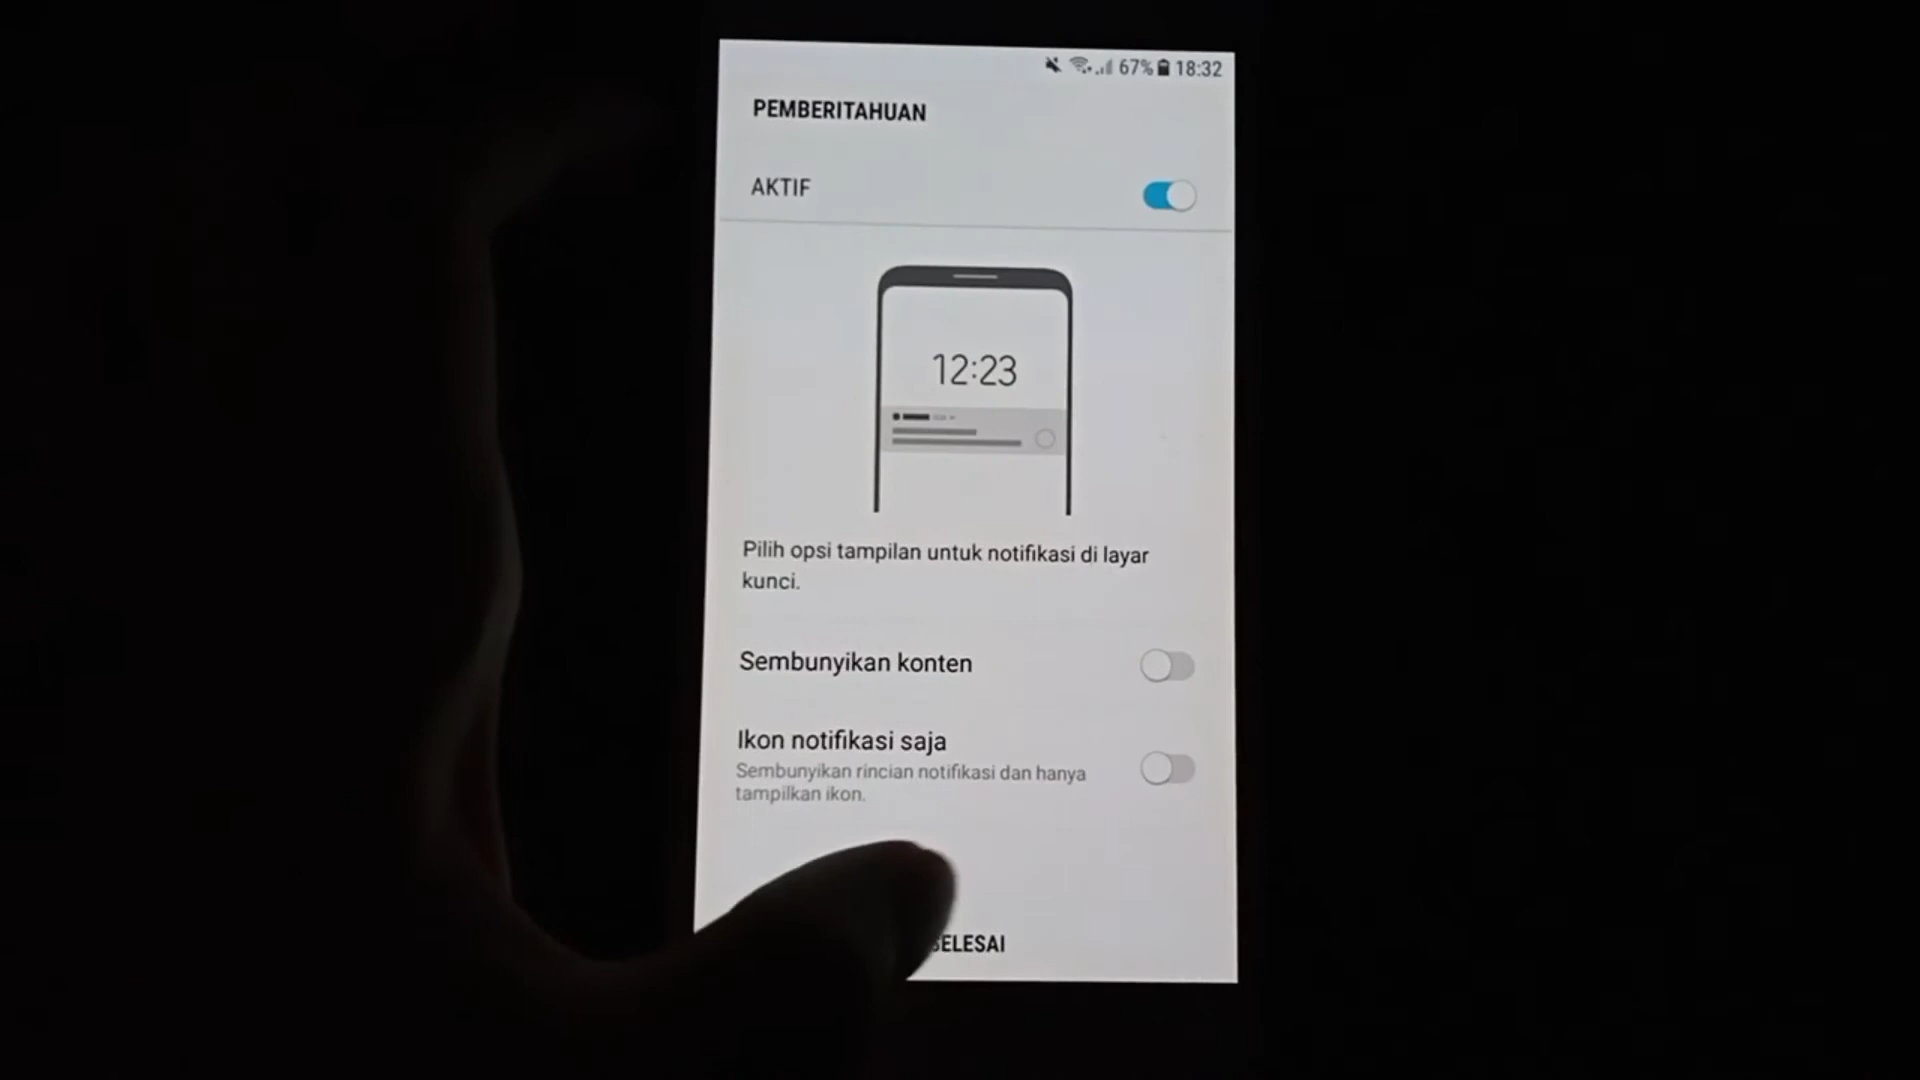 67% 18:32
PEMBERITAHUAN
AKTIF
12:23
Pilih opsi tampilan untuk notifikasi di layar
kunci.
Sembunyikan konten
Ikon notifikasi saja
Sembunyikan rincian notifikasi dan hanya
tampilkan ikon.
SELESAI